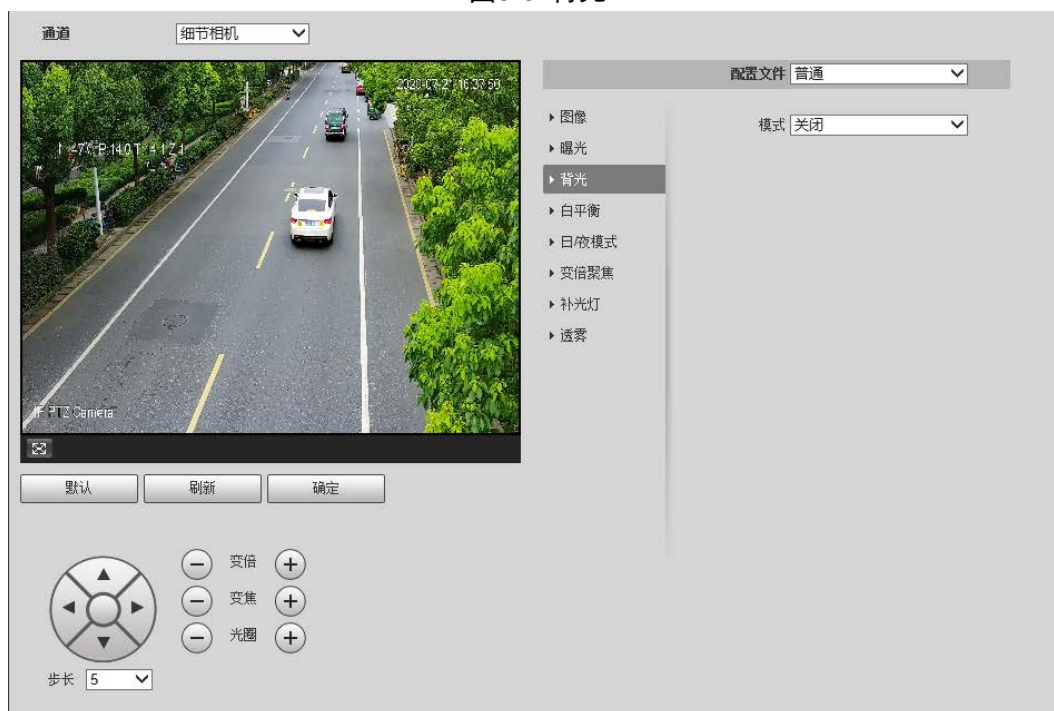 通道 细节相机
2020-07-21 16:37:50
IF PTZ Camera
默认 刷新 确定
变倍
变焦
光圈
步长 5
配置文件 普通
图像
曝光
背光
白平衡
日/夜模式
变倍聚焦
补光灯
透雾
模式 关闭